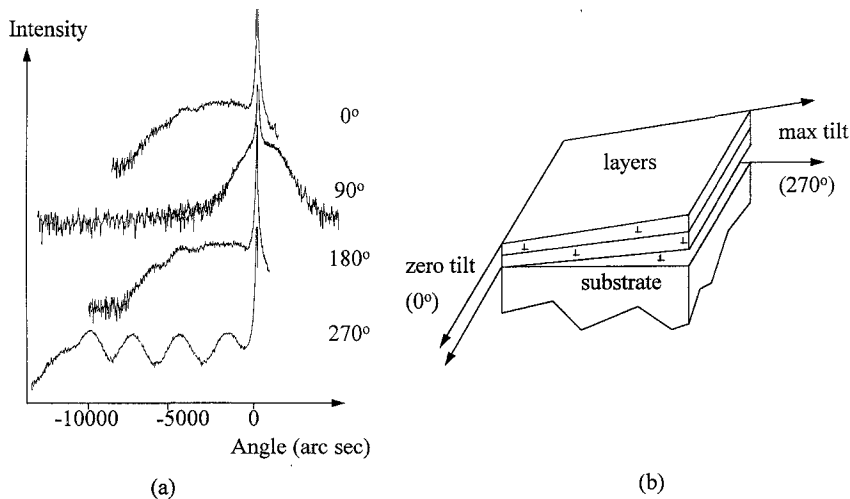 Intensity
0°
90°
180°
270°
-10000 -5000 0
Angle (arc sec)
(a)
layers
max tilt
(270°)
zero tilt
(0°)
substrate
(b)